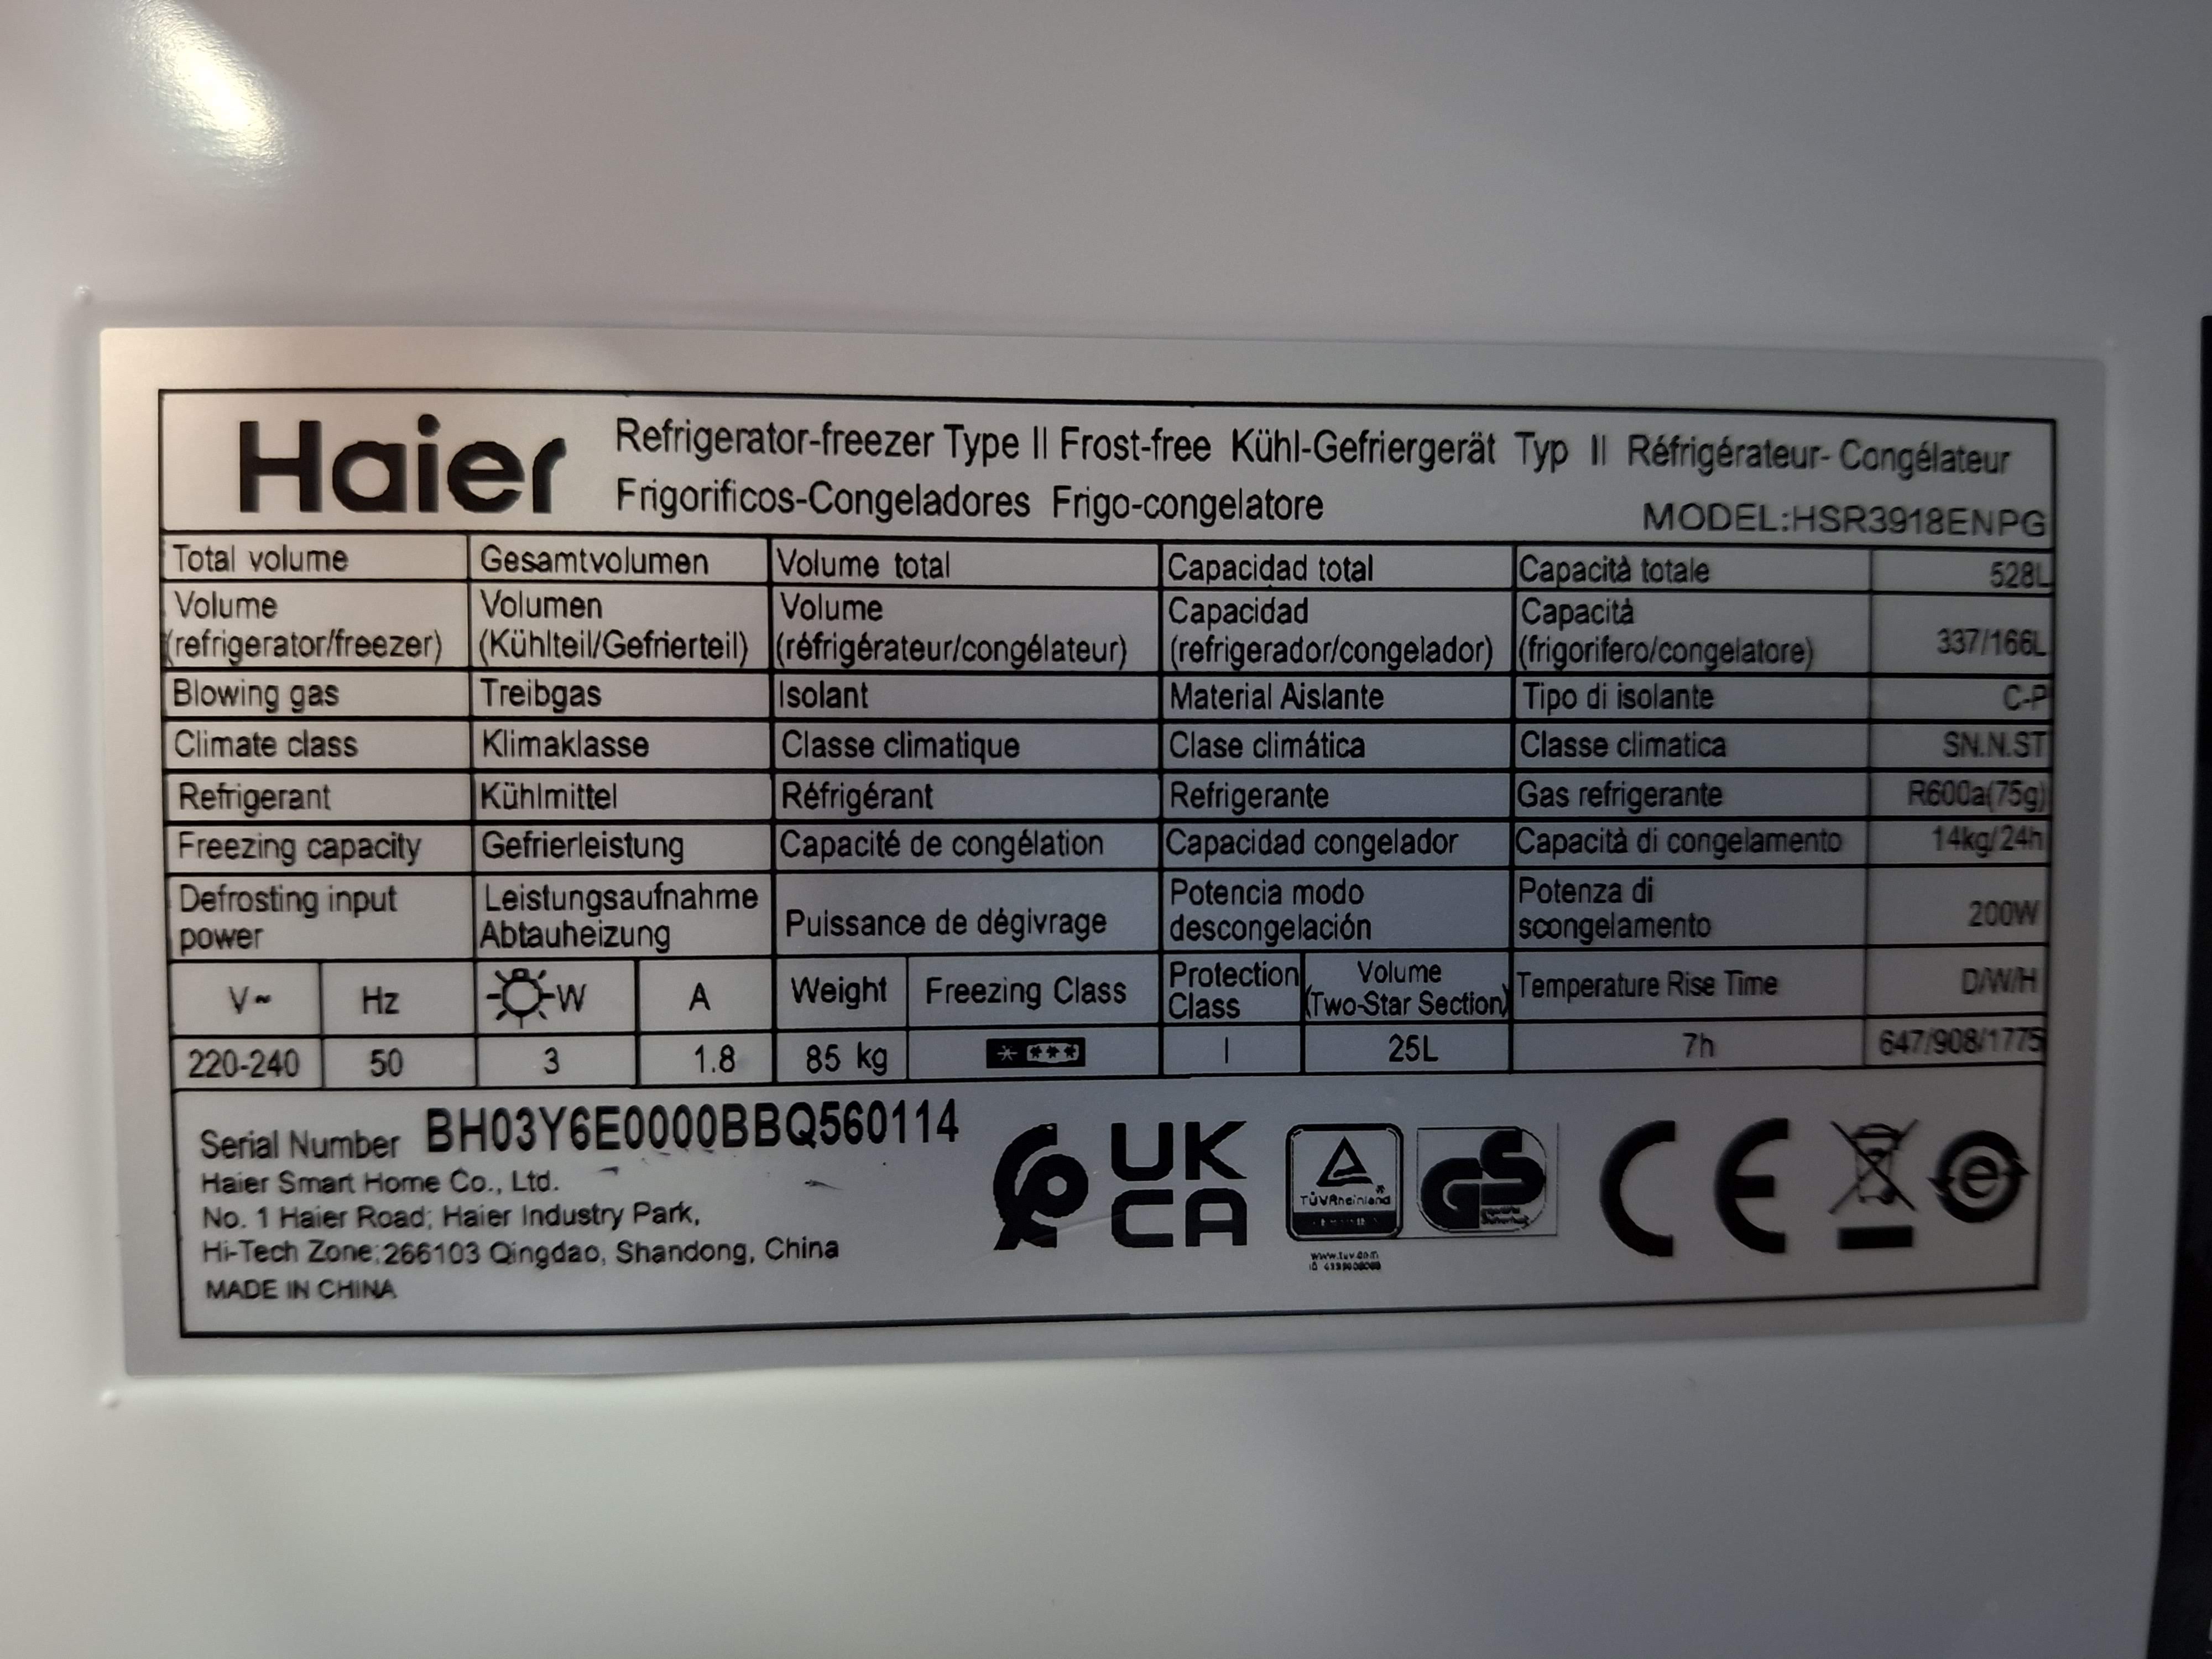 Haier
Refrigerator-freezer Type II Frost-free Kühl-Gefriergerät Typ II Réfrigérateur-Congélateur
Frigorificos-Congeladores Frigo-congelatore
MODEL:HSR3918ENPG
Total volume Gesamtvolumen Volume total Capacidad total Capacità totale 528L
Volume (refrigerator/freezer) Volumen (Kühlteil/Gefrierteil) Volume (réfrigérateur/congélateur) Capacidad (refrigerador/congelador) Capacità (frigorifero/congelatore) 337/166L
Blowing gas Treibgas Isolant Material Aislante Tipo di isolante C-P
Climate class Klimaklasse Classe climatique Clase climática Classe climatica SN.N.ST
Refrigerant Kühlmittel Réfrigérant Refrigerante Gas refrigerante R600a(75g)
Freezing capacity Gefrierleistung Capacité de congélation Capacidad congelador Capacità di congelamento 14kg/24h
Defrosting input power Leistungsaufnahme Abtauheizung Puissance de dégivrage Potencia modo descongelación Potenza di scongelamento 200W
V~ Hz W A Weight Freezing Class Protection Class Volume (Two-Star Section) Temperature Rise Time D/W/H
220-240 50 3 1.8 85 kg I 25L 7h 647/908/1775
Serial Number BH03Y6E0000BBQ560114
Haier Smart Home Co., Ltd.
No. 1 Haier Road; Haier Industry Park,
Hi-Tech Zone;266103 Qingdao, Shandong, China
MADE IN CHINA
UK
CA
TÜVRheinland
www.tuv.com
GS
geprüfte
Sicherheit
CE
e